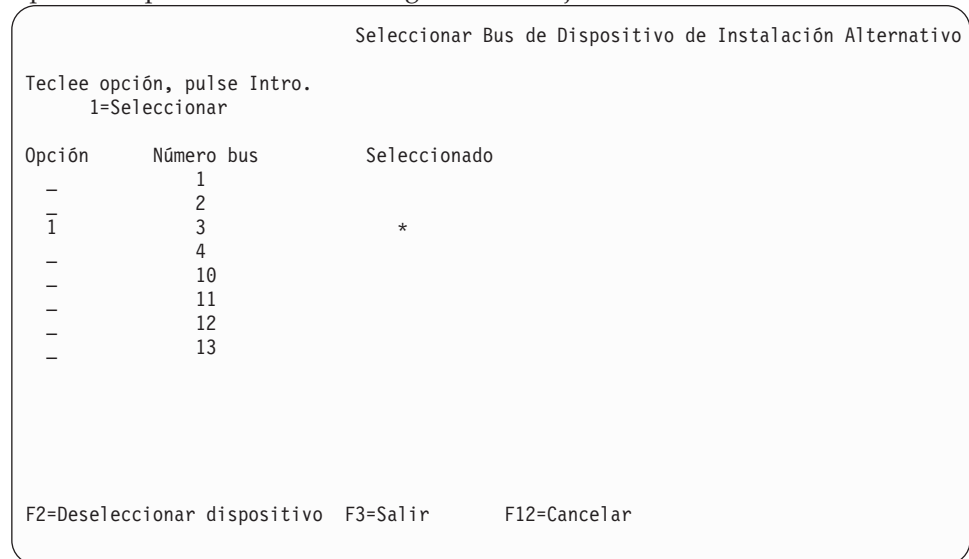 Seleccionar Bus de Dispositivo de Instalación Alternativo
Teclee opción, pulse Intro.
1=Seleccionar
Opción Número bus Seleccionado
_ 1
_ 2
1 3 *
_ 4
_ 10
_ 11
_ 12
_ 13
F2=Deseleccionar dispositivo F3=Salir F12=Cancelar